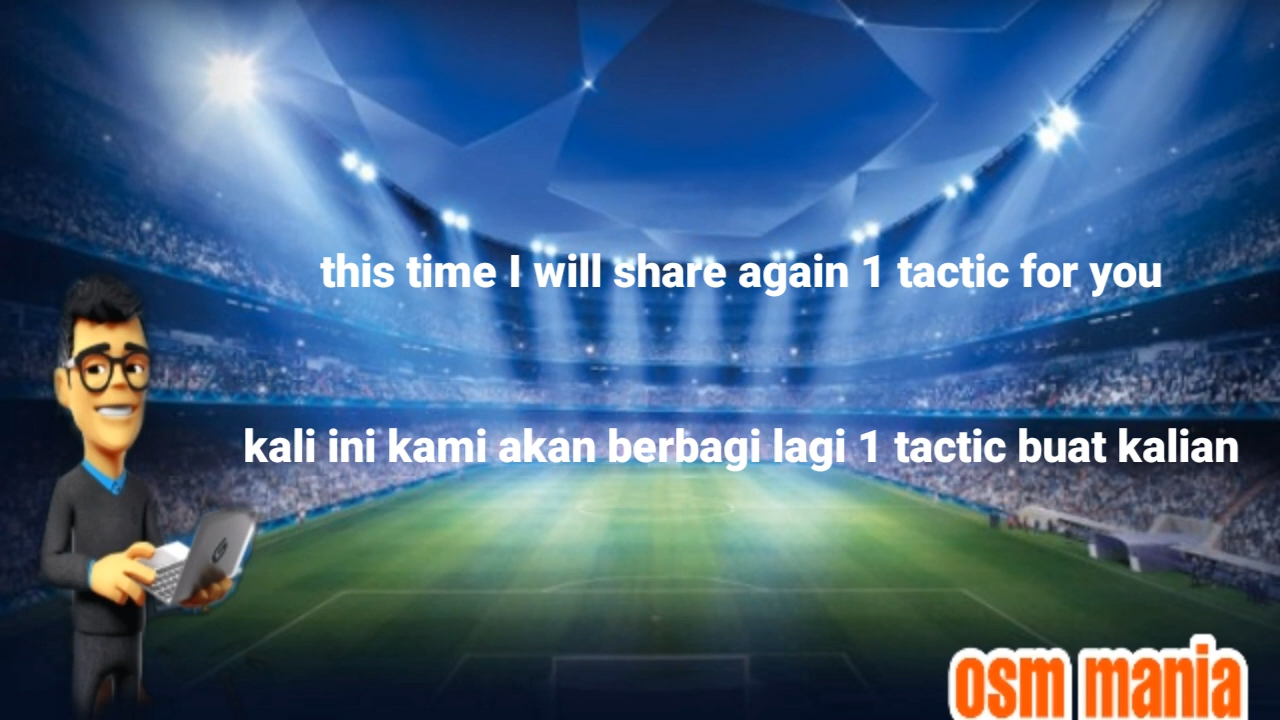 this time I will share again 1 tactic for you
kali ini kami akan berbagi lagi 1 tactic buat kalian
osm mania